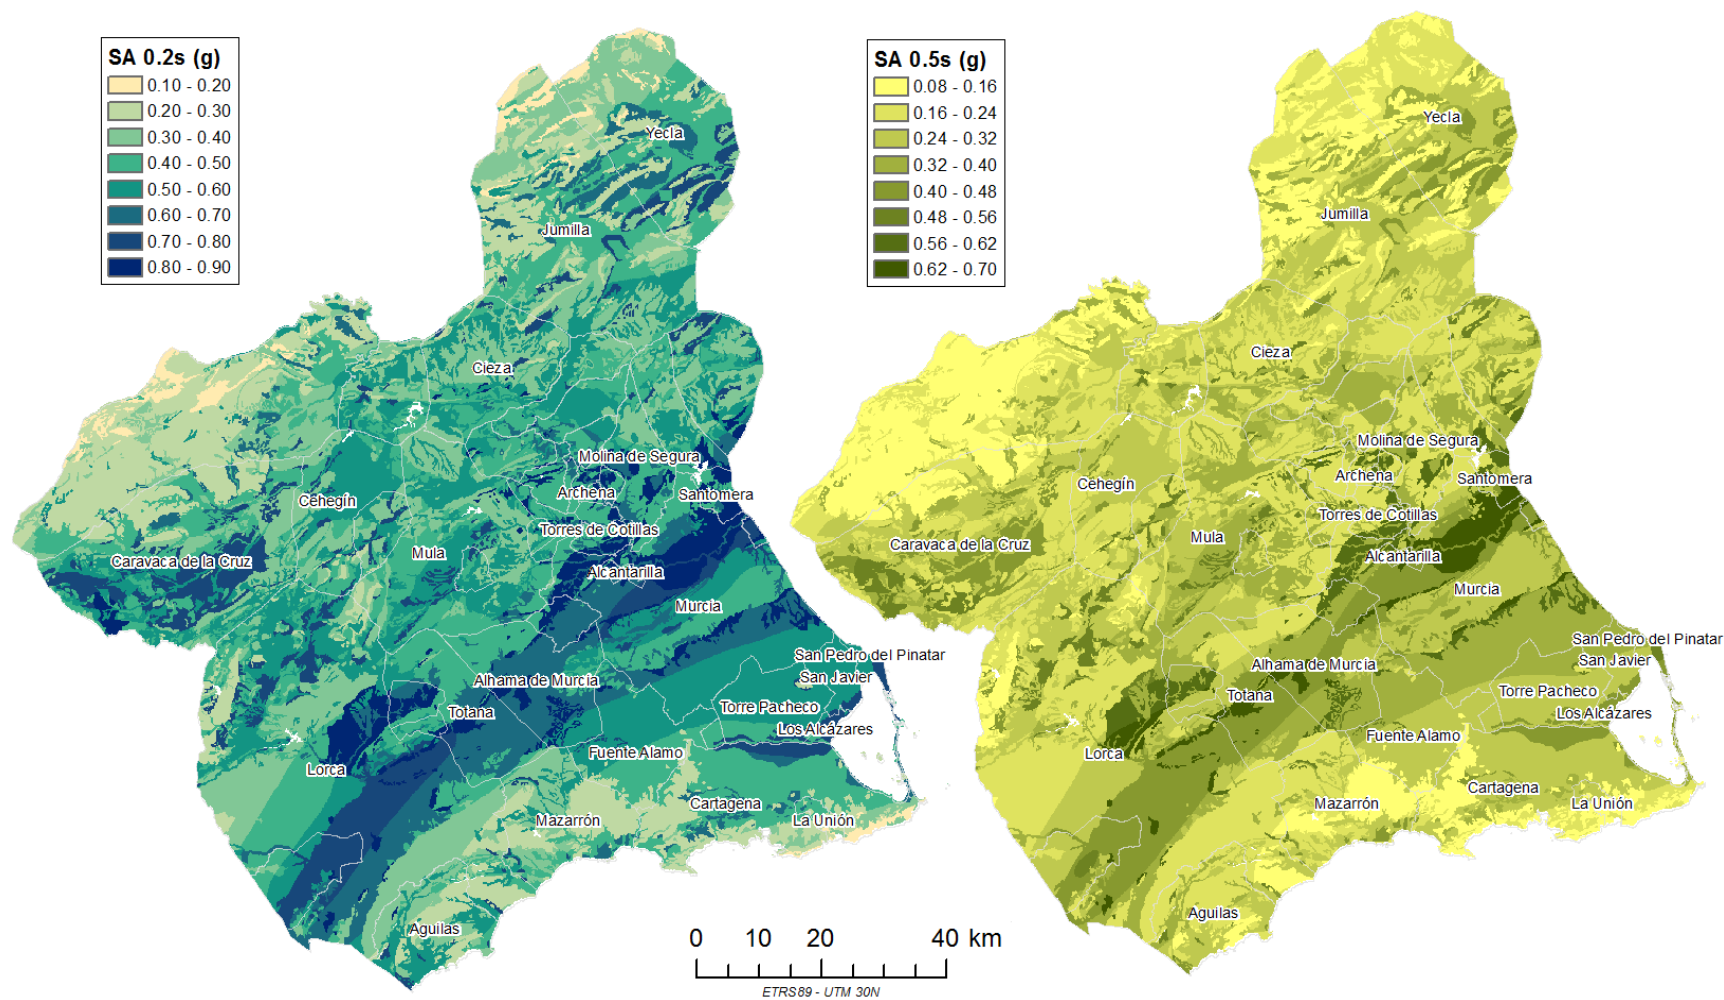 SA 0.2s (g)
0.10 - 0.20
0.20 - 0.30
0.30 - 0.40
0.40 - 0.50
0.50 - 0.60
0.60 - 0.70
0.70 - 0.80
0.80 - 0.90
Yecla
Jumilla
Cieza
Molina de Segura
Archena
Santomera
Cehegín
Torres de Cotillas
Mula
Caravaca de la Cruz
Alcantarilla
Murcia
San Pedro del Pinatar
San Javier
Alhama de Murcia
Torre Pacheco
Totana
Los Alcázares
Fuente Alamo
Lorca
Cartagena
Mazarrón
La Unión
Aguilas
SA 0.5s (g)
0.08 - 0.16
0.16 - 0.24
0.24 - 0.32
0.32 - 0.40
0.40 - 0.48
0.48 - 0.56
0.56 - 0.62
0.62 - 0.70
Yecla
Jumilla
Cieza
Molina de Segura
Archena
Santomera
Cehegín
Torres de Cotillas
Mula
Caravaca de la Cruz
Alcantarilla
Murcia
San Pedro del Pinatar
San Javier
Alhama de Murcia
Torre Pacheco
Totana
Los Alcázares
Fuente Alamo
Lorca
Cartagena
Mazarrón
La Unión
Aguilas
0 10 20 40 km
ETRS89 - UTM 30N